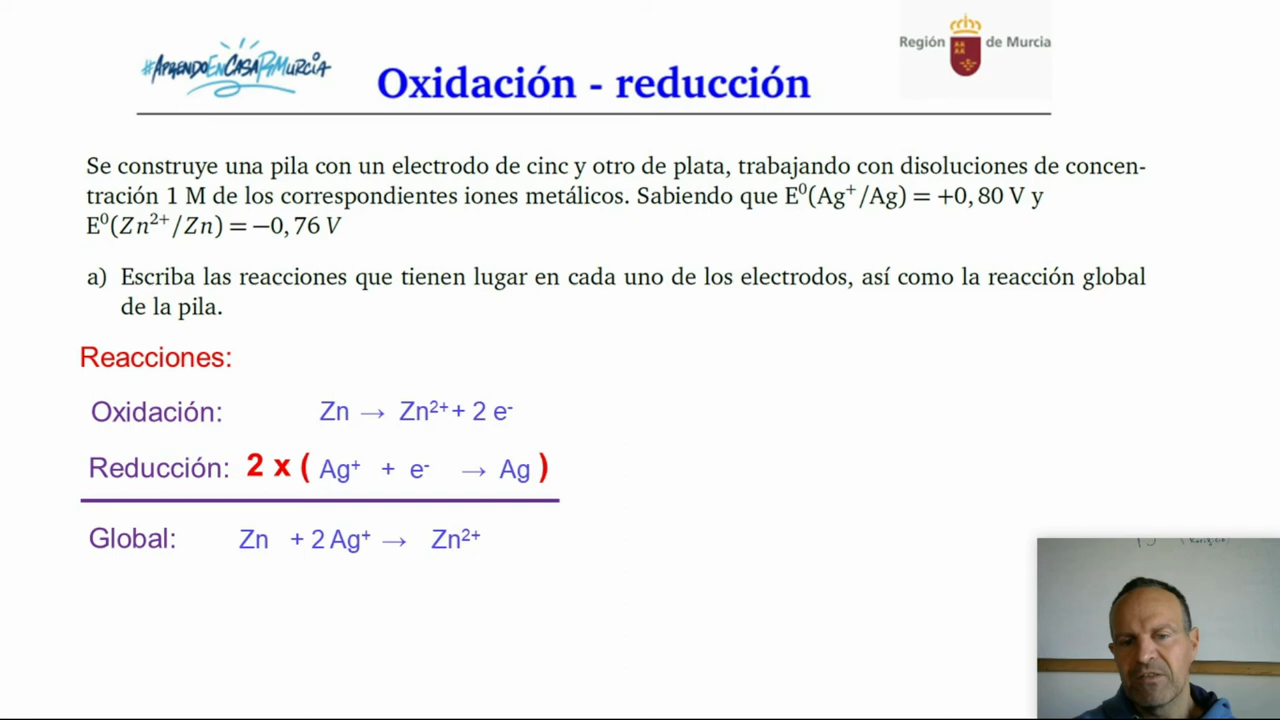 #AprendoEnCasaRMurcia
Región de Murcia
Oxidación - reducción
Se construye una pila con un electrodo de cinc y otro de plata, trabajando con disoluciones de concen-
tración 1 M de los correspondientes iones metálicos. Sabiendo que E⁰(Ag⁺/Ag) = +0, 80 V y
E⁰(Zn²⁺/Zn) = −0, 76 V
a) Escriba las reacciones que tienen lugar en cada uno de los electrodos, así como la reacción global
de la pila.
Reacciones:
Oxidación: Zn → Zn²⁺ + 2 e⁻
Reducción: 2 x ( Ag⁺ + e⁻ → Ag )
Global: Zn + 2 Ag⁺ → Zn²⁺